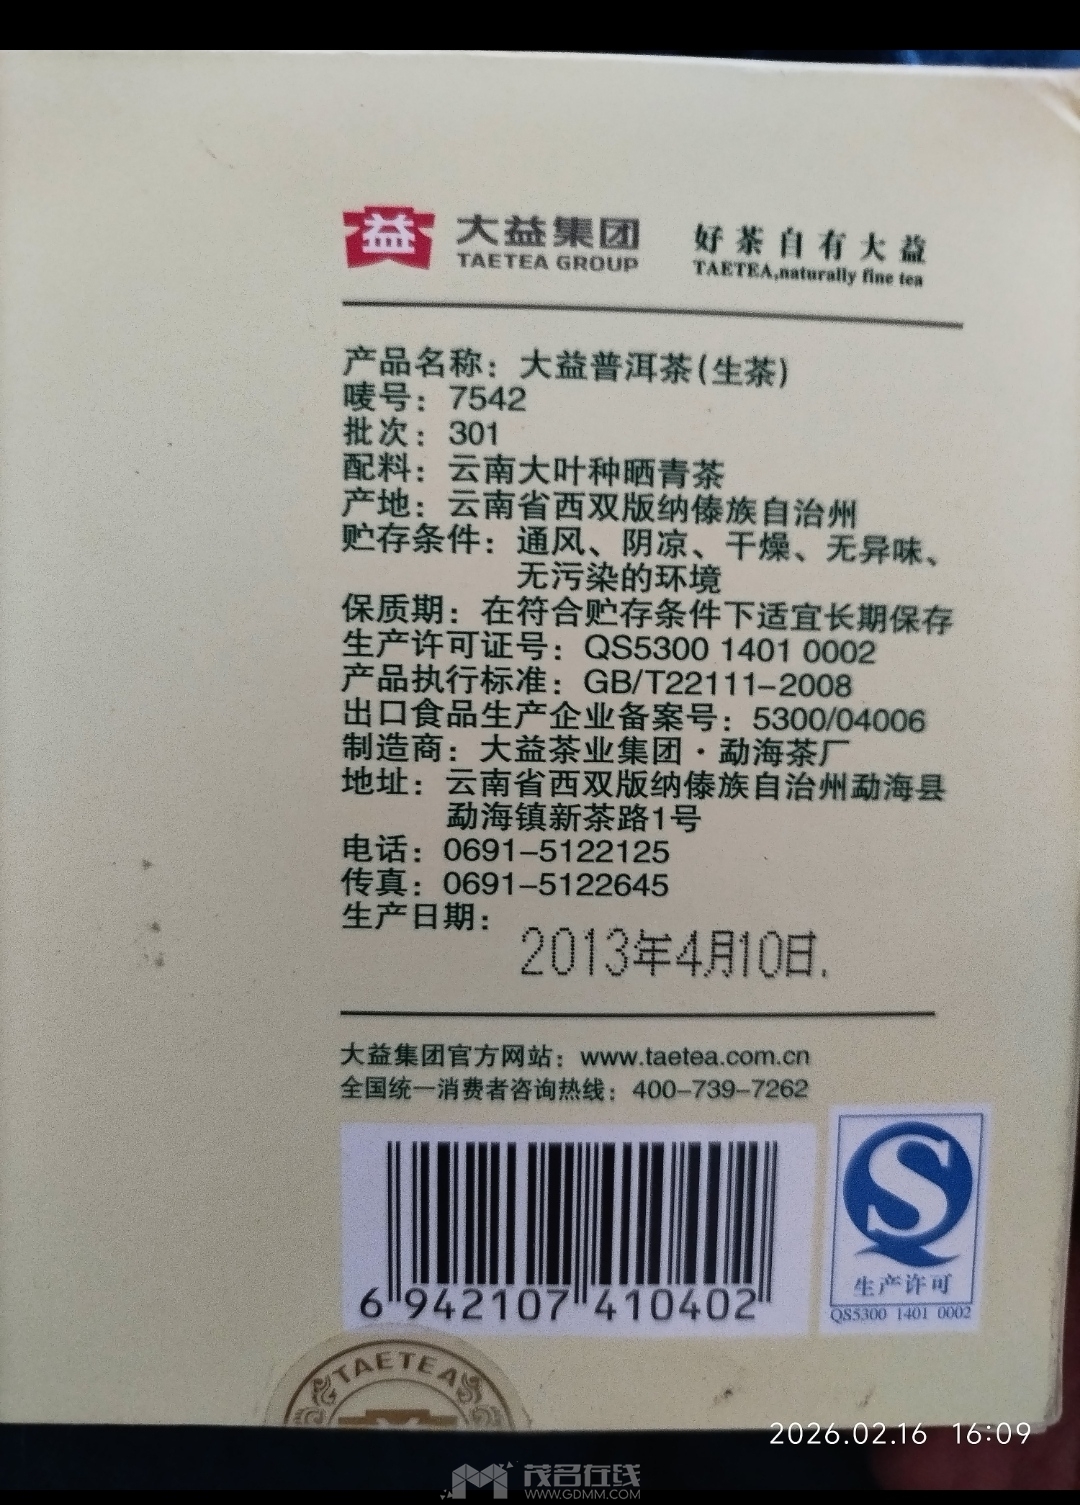 益 大益集团 好茶自有大益
TAETEA GROUP TAETEA,naturally fine tea
产品名称：大益普洱茶(生茶)
唛号：7542
批次：301
配料：云南大叶种晒青茶
产地：云南省西双版纳傣族自治州
贮存条件：通风、阴凉、干燥、无异味、
无污染的环境
保质期：在符合贮存条件下适宜长期保存
生产许可证号：QS5300 1401 0002
产品执行标准：GB/T22111-2008
出口食品生产企业备案号：5300/04006
制造商：大益茶业集团·勐海茶厂
地址：云南省西双版纳傣族自治州勐海县
勐海镇新茶路1号
电话：0691-5122125
传真：0691-5122645
生产日期：
2013年4月10日.
大益集团官方网站：www.taetea.com.cn
全国统一消费者咨询热线：400-739-7262
6 942107 410402
生产许可
QS5300 1401 0002
TAETEA
2026.02.16 16:09
茂名在线
WWW.GDMM.COM